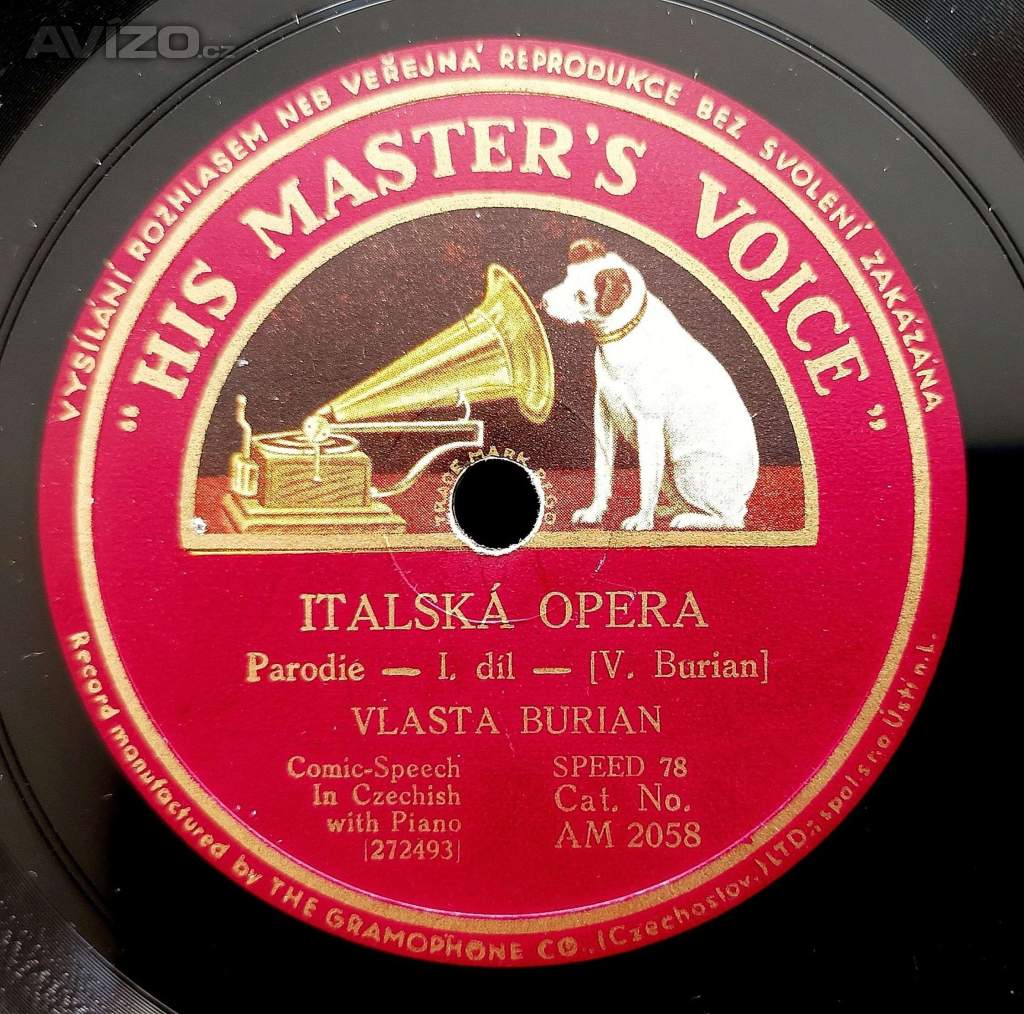 AVÍZO.cz
VYSÍLÁNÍ ROZHLASEM NEB VEŘEJNÁ REPRODUKCE BEZ SVOLENÍ ZAKÁZÁNA
"HIS MASTER'S VOICE"
TRADE MARK REGD
ITALSKÁ OPERA
Parodie — I. díl — [V. Burian]
VLASTA BURIAN
Comic-Speech
In Czechish
with Piano
[272493]
SPEED 78
Cat. No.
AM 2058
Record manufactured by THE GRAMOPHONE CO. (Czechoslov.) LTD.: spol. s r. o Ústí n. L.